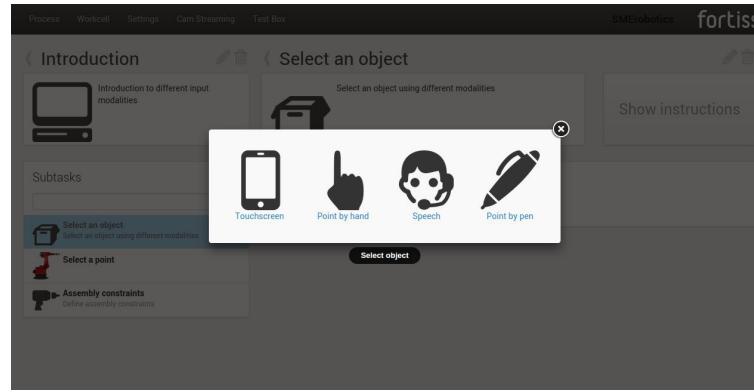 Process Workcell Settings Cam Streaming Test Box SMErobotics fortiss
Introduction
Select an object
Introduction to different input
modalities
Select an object using different modalities
Show instructions
Subtasks
Touchscreen Point by hand Speech Point by pen
Select an object
Select an object using different modalities
Select object
Select a point
Assembly constraints
Define assembly constraints